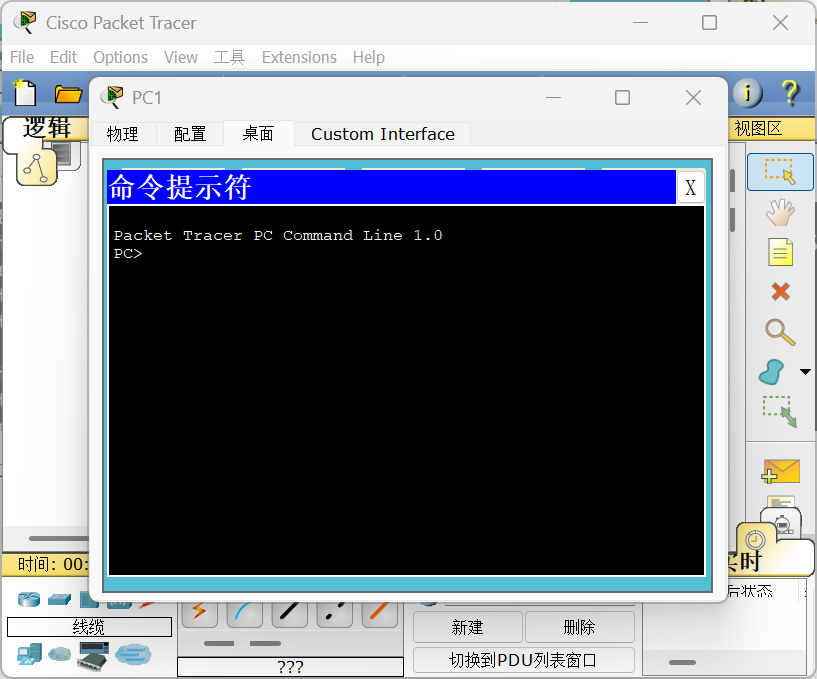 Cisco Packet Tracer
File Edit Options View 工具 Extensions Help
PC1
逻辑
物理 配置 桌面 Custom Interface
视图区
命令提示符 X
Packet Tracer PC Command Line 1.0
PC>
时间: 00:
实时
后状态
线缆
新建 删除
切换到PDU列表窗口
???